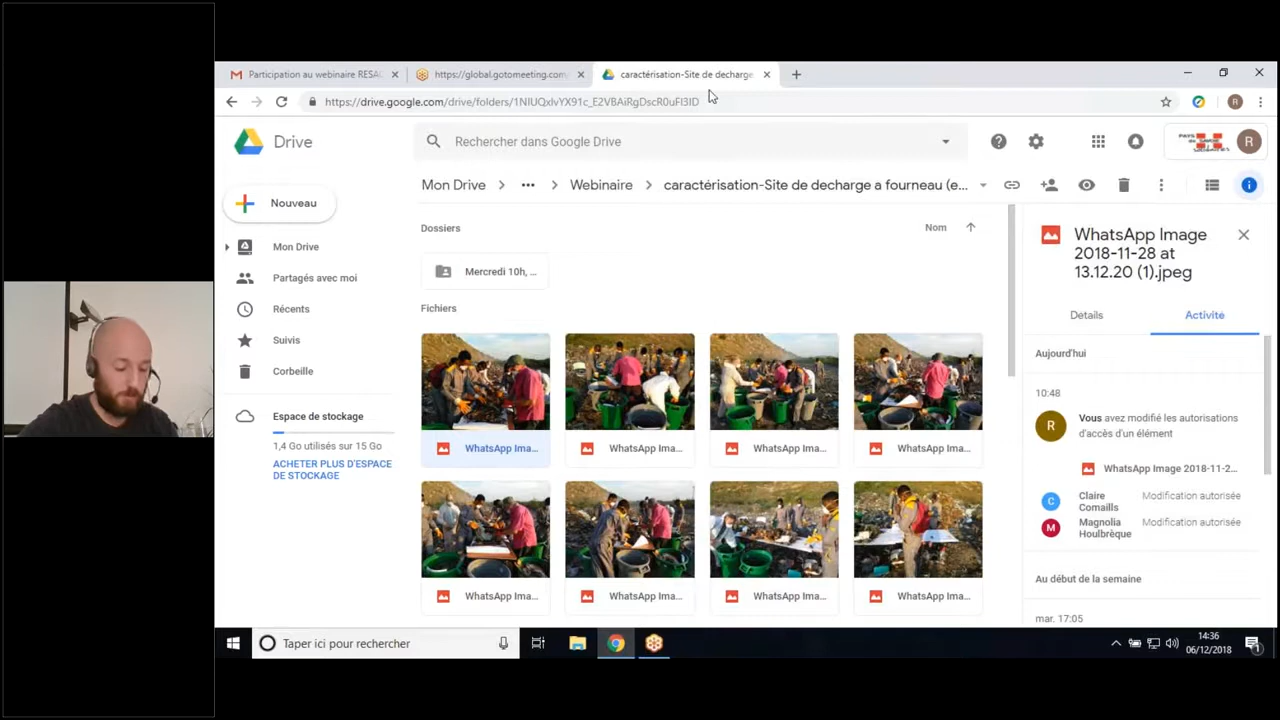 Participation au webinaire RESA
https://global.gotomeeting.com
caractérisation-Site de decharge
https://drive.google.com/drive/folders/1NIUQxlvYX91c_E2VBAiRgDscR0uFI3ID
Drive
Rechercher dans Google Drive
R
Nouveau
Mon Drive > ... > Webinaire > caractérisation-Site de decharge a fourneau (e...
Mon Drive
Partagés avec moi
Récents
Suivis
Corbeille
Espace de stockage
1,4 Go utilisés sur 15 Go
ACHETER PLUS D'ESPACE
DE STOCKAGE
Dossiers
Nom
Mercredi 10h, ...
Fichiers
WhatsApp Ima...
WhatsApp Ima...
WhatsApp Ima...
WhatsApp Ima...
WhatsApp Ima...
WhatsApp Ima...
WhatsApp Ima...
WhatsApp Ima...
WhatsApp Image
2018-11-28 at
13.12.20 (1).jpeg
Détails
Activité
Aujourd'hui
10:48
R
Vous avez modifié les autorisations
d'accès d'un élément
WhatsApp Image 2018-11-2...
C
Claire
Comaills
Modification autorisée
M
Magnolia
Houlbrèque
Modification autorisée
Au début de la semaine
mar. 17:05
Taper ici pour rechercher
14:36
06/12/2018
1